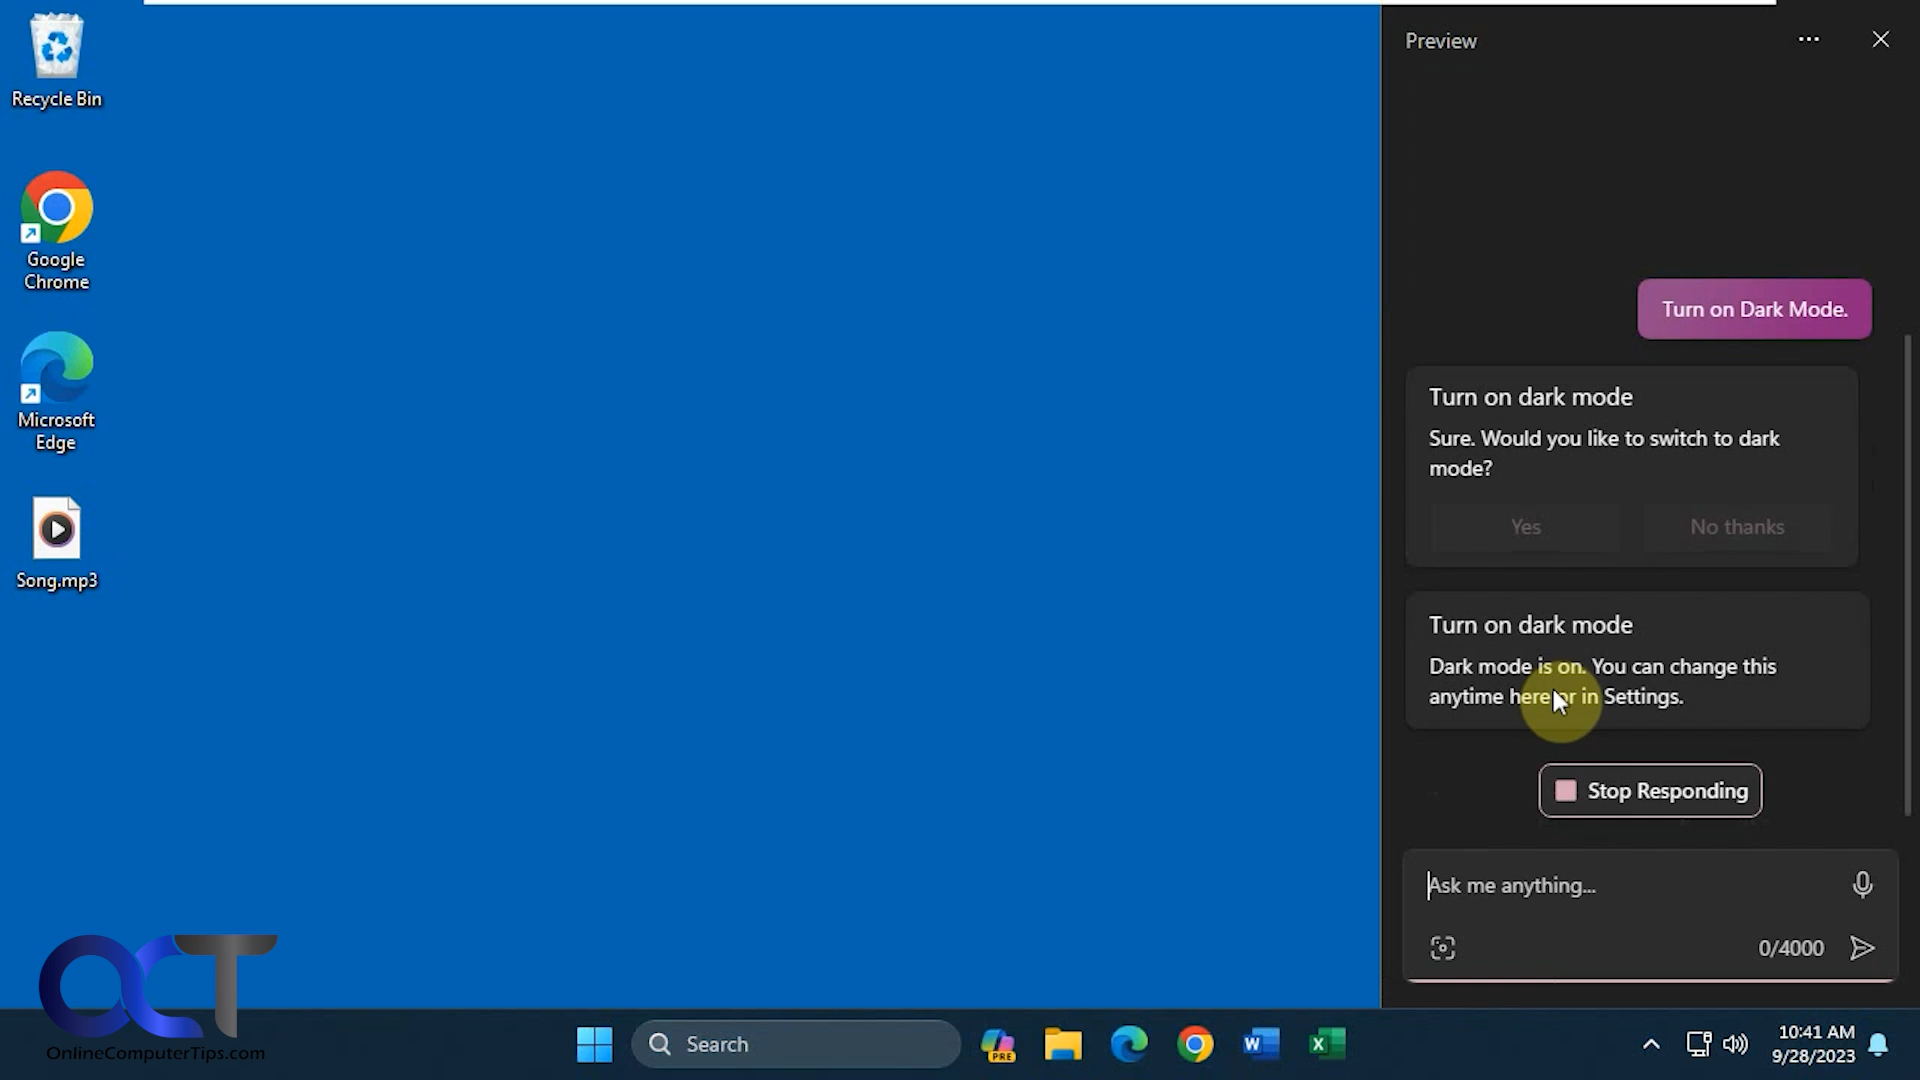 Recycle Bin
Google
Chrome
Microsoft
Edge
Song.mp3
OCT
OnlineComputerTips.com
Preview
Turn on Dark Mode.
Turn on dark mode
Sure. Would you like to switch to dark
mode?
Yes
No thanks
Turn on dark mode
Dark mode is on. You can change this
anytime here or in Settings.
Stop Responding
Ask me anything...
0/4000
Search
PRE
W
X
10:41 AM
9/28/2023